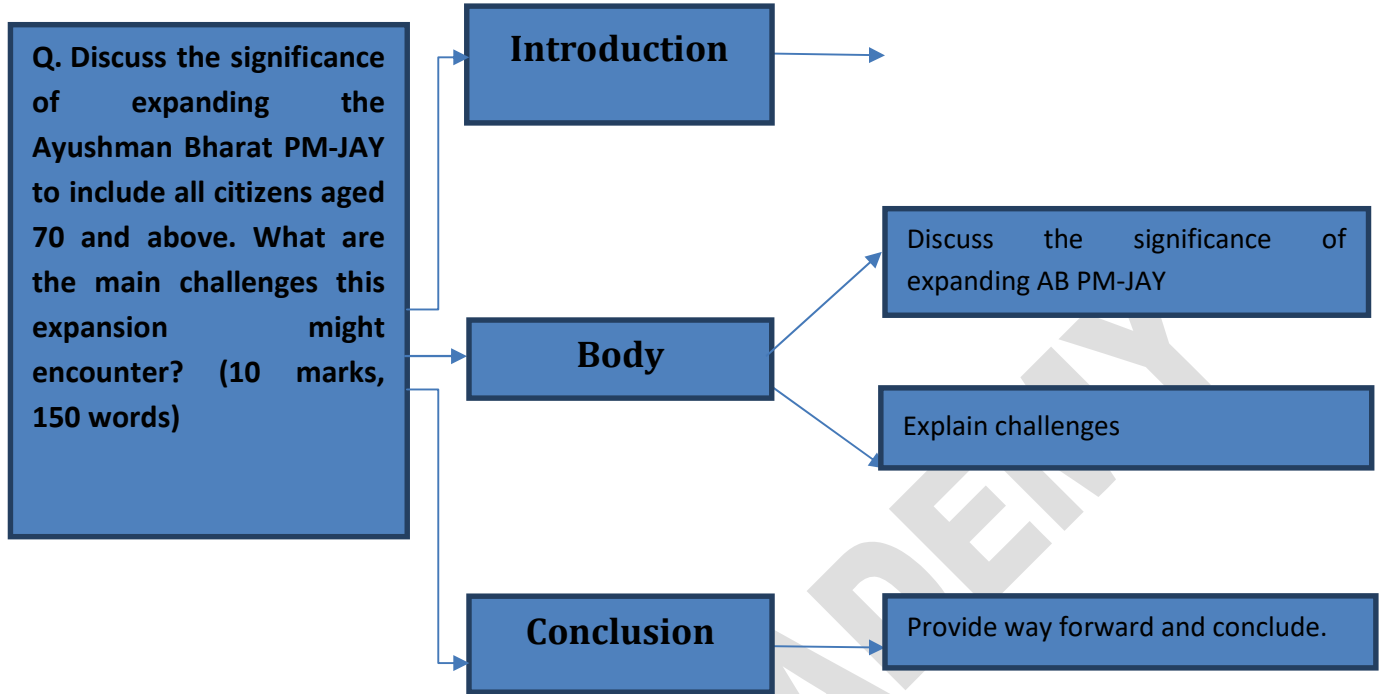 Q. Discuss the significance
of expanding the
Ayushman Bharat PM-JAY
to include all citizens aged
70 and above. What are
the main challenges this
expansion might
encounter? (10 marks,
150 words)
Introduction
Body
Discuss the significance of
expanding AB PM-JAY
Explain challenges
Conclusion
Provide way forward and conclude.